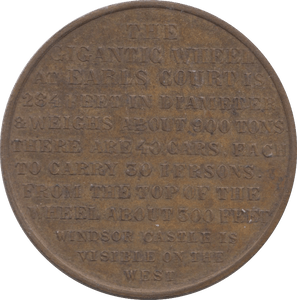 THE
GIGANTIC WHEEL
AT EARLS COURT IS
284 FEET IN DIAMETER
& WEIGHS ABOUT 900 TONS
THERE ARE 40 CARS, EACH
TO CARRY 30 PERSONS.
FROM THE TOP OF THE
WHEEL ABOUT 300 FEET
WINDSOR CASTLE IS
VISIBLE ON THE
WEST